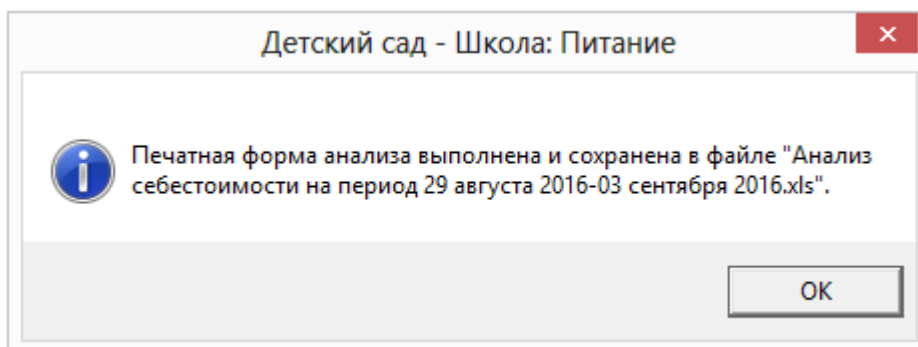 Детский сад - Школа: Питание
Печатная форма анализа выполнена и сохранена в файле "Анализ
себестоимости на период 29 августа 2016-03 сентября 2016.xls".
OK